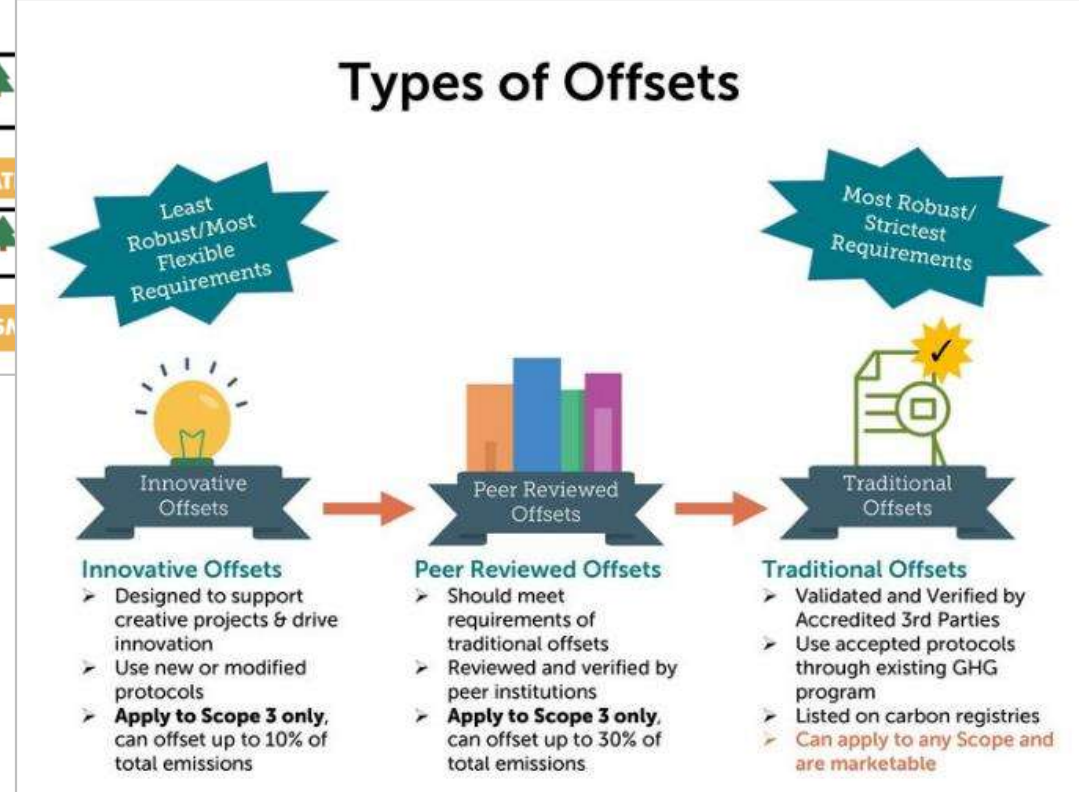 Types of Offsets
Least
Robust/Most
Flexible
Requirements
Most Robust/
Strictest
Requirements
Innovative
Offsets
Peer Reviewed
Offsets
Traditional
Offsets
Innovative Offsets
➤ Designed to support
creative projects & drive
innovation
➤ Use new or modified
protocols
➤ Apply to Scope 3 only,
can offset up to 10% of
total emissions
Peer Reviewed Offsets
➤ Should meet
requirements of
traditional offsets
➤ Reviewed and verified by
peer institutions
➤ Apply to Scope 3 only,
can offset up to 30% of
total emissions
Traditional Offsets
➤ Validated and Verified by
Accredited 3rd Parties
➤ Use accepted protocols
through existing GHG
program
➤ Listed on carbon registries
➤ Can apply to any Scope and
are marketable